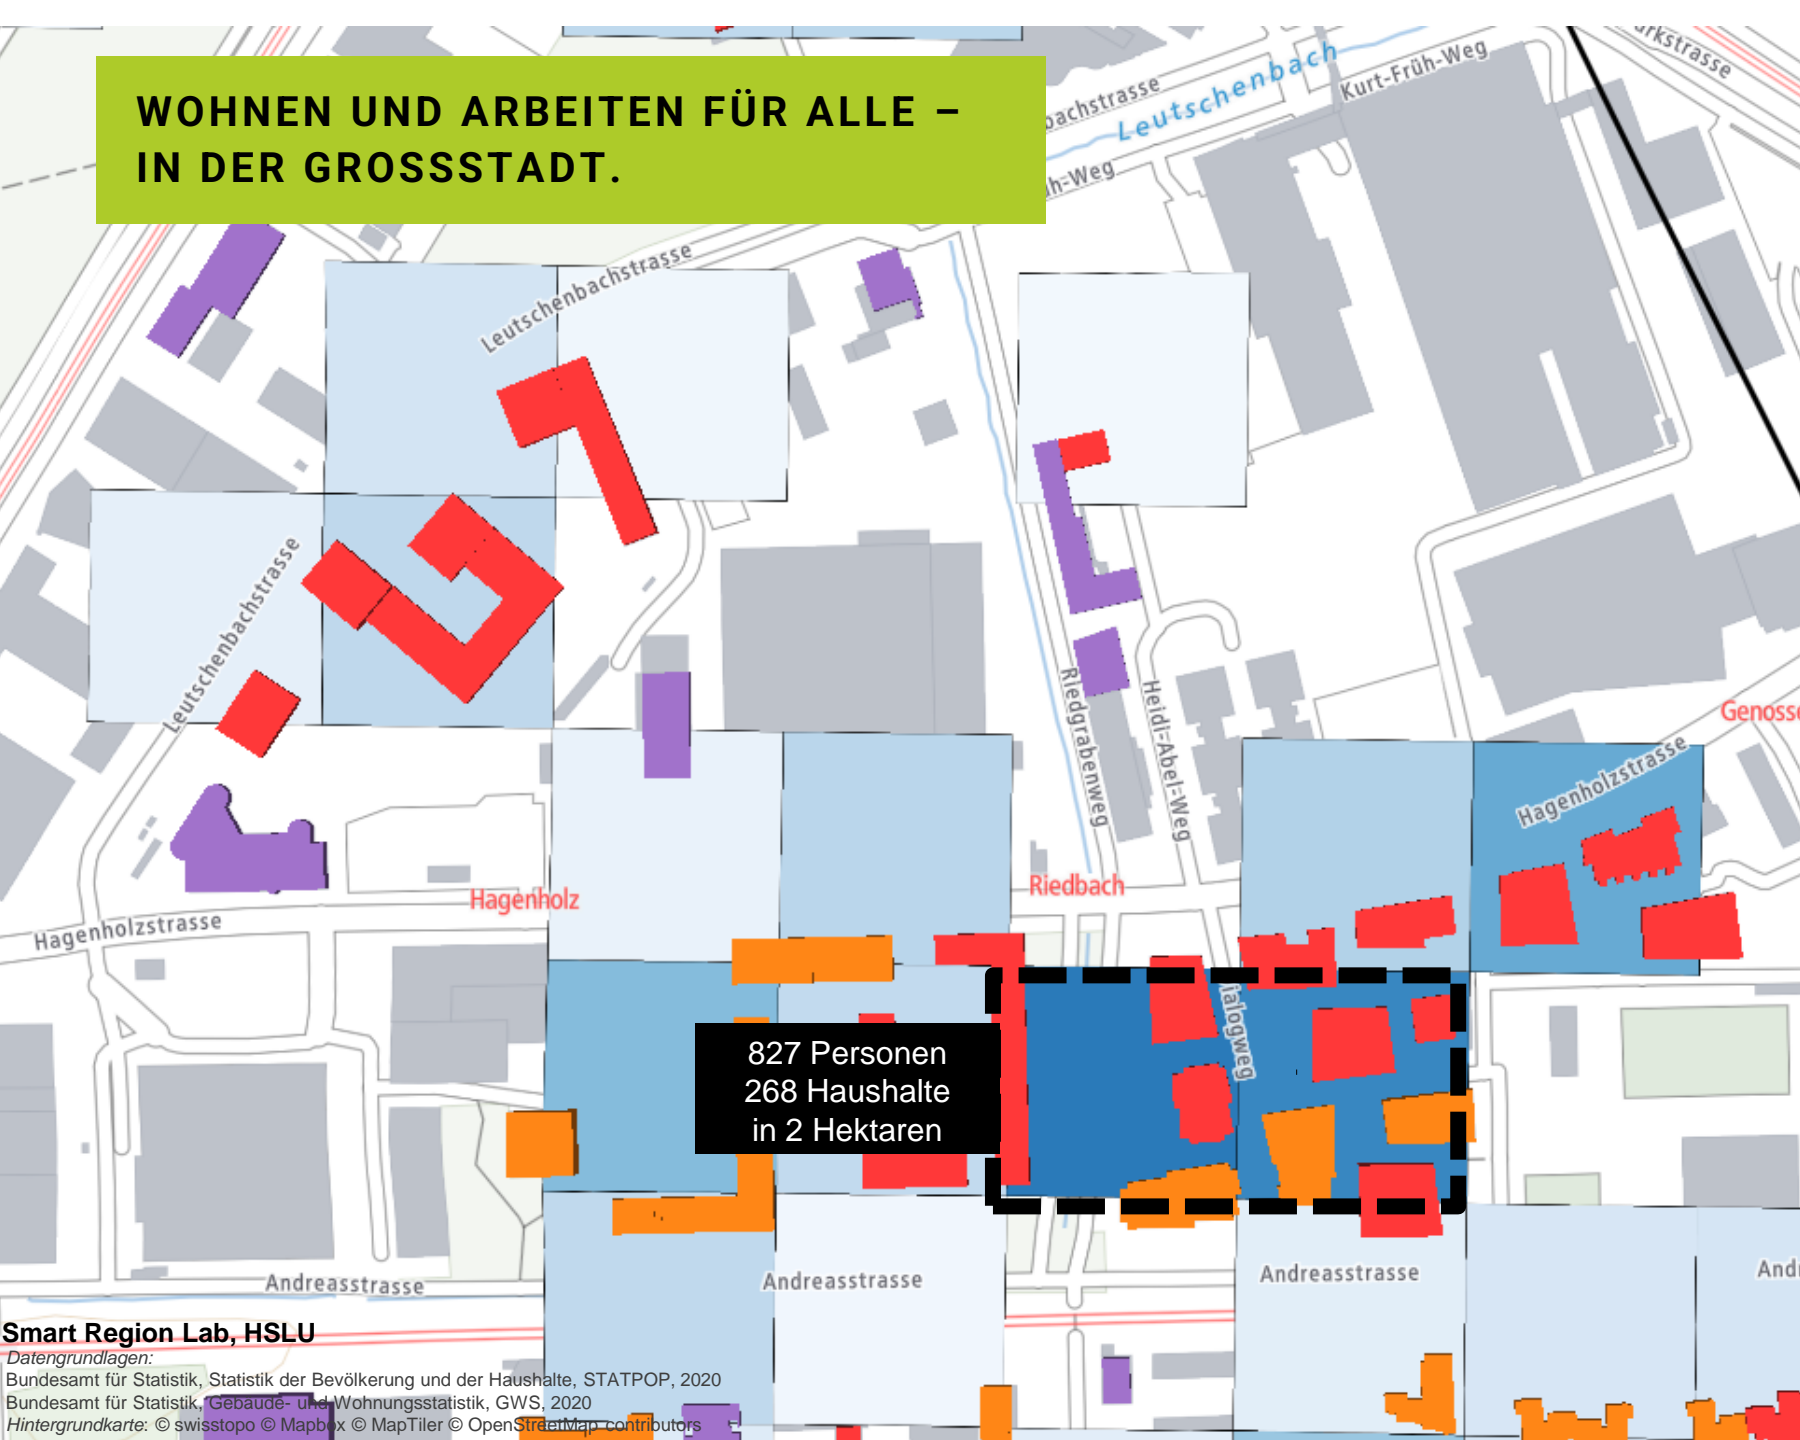 WOHNEN UND ARBEITEN FÜR ALLE –
IN DER GROSSSTADT.
Leutschenbach
Kurt-Früh-Weg
Leutschenbachstrasse
Leutschenbachstrasse
Riedgrabenweg
Heidi-Abel-Weg
Genosse
Hagenholzstrasse
Hagenholz
Riedbach
Hagenholzstrasse
ialogweg
827 Personen
268 Haushalte
in 2 Hektaren
Andreasstrasse
Andreasstrasse
Andreasstrasse
And
Smart Region Lab, HSLU
Datengrundlagen:
Bundesamt für Statistik, Statistik der Bevölkerung und der Haushalte, STATPOP, 2020
Bundesamt für Statistik, Gebäude- und Wohnungsstatistik, GWS, 2020
Hintergrundkarte: © swisstopo © Mapbox © MapTiler © OpenStreetMap contributors